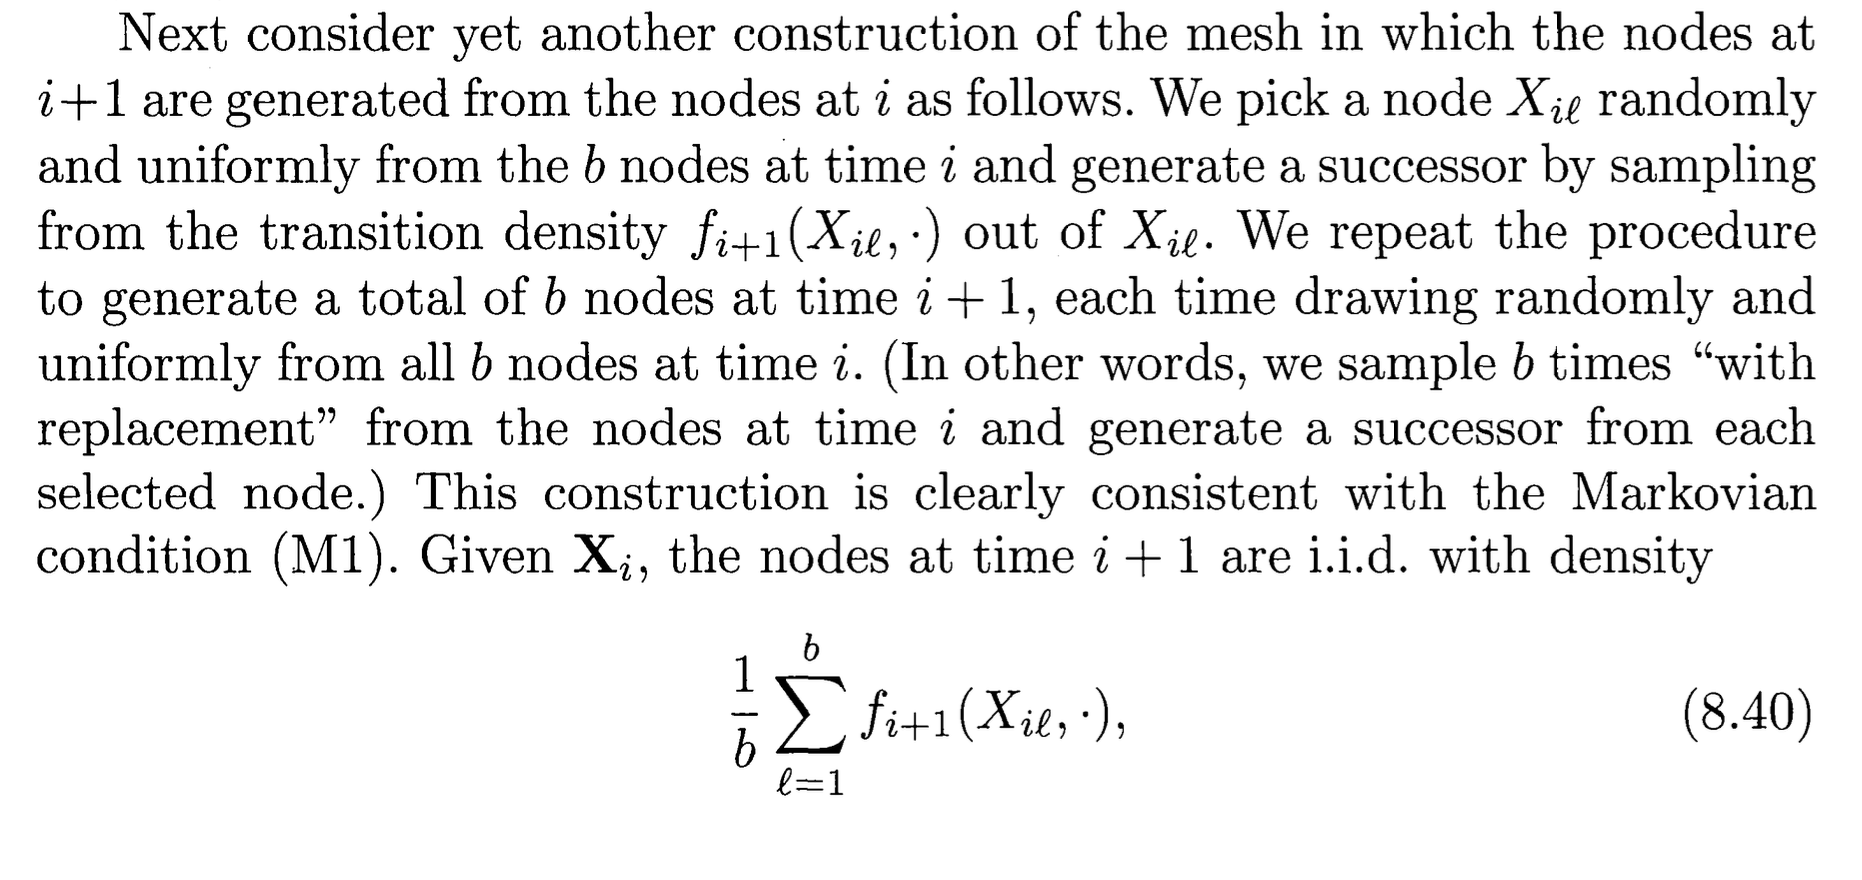 Next consider yet another construction of the mesh in which the nodes at
i+1 are generated from the nodes at i as follows. We pick a node X_{iℓ} randomly
and uniformly from the b nodes at time i and generate a successor by sampling
from the transition density f_{i+1}(X_{iℓ}, ·) out of X_{iℓ}. We repeat the procedure
to generate a total of b nodes at time i + 1, each time drawing randomly and
uniformly from all b nodes at time i. (In other words, we sample b times “with
replacement” from the nodes at time i and generate a successor from each
selected node.) This construction is clearly consistent with the Markovian
condition (M1). Given 𝐗_i, the nodes at time i + 1 are i.i.d. with density
\frac{1}{b} \sum_{ℓ=1}^{b} f_{i+1}(X_{iℓ}, ·), (8.40)